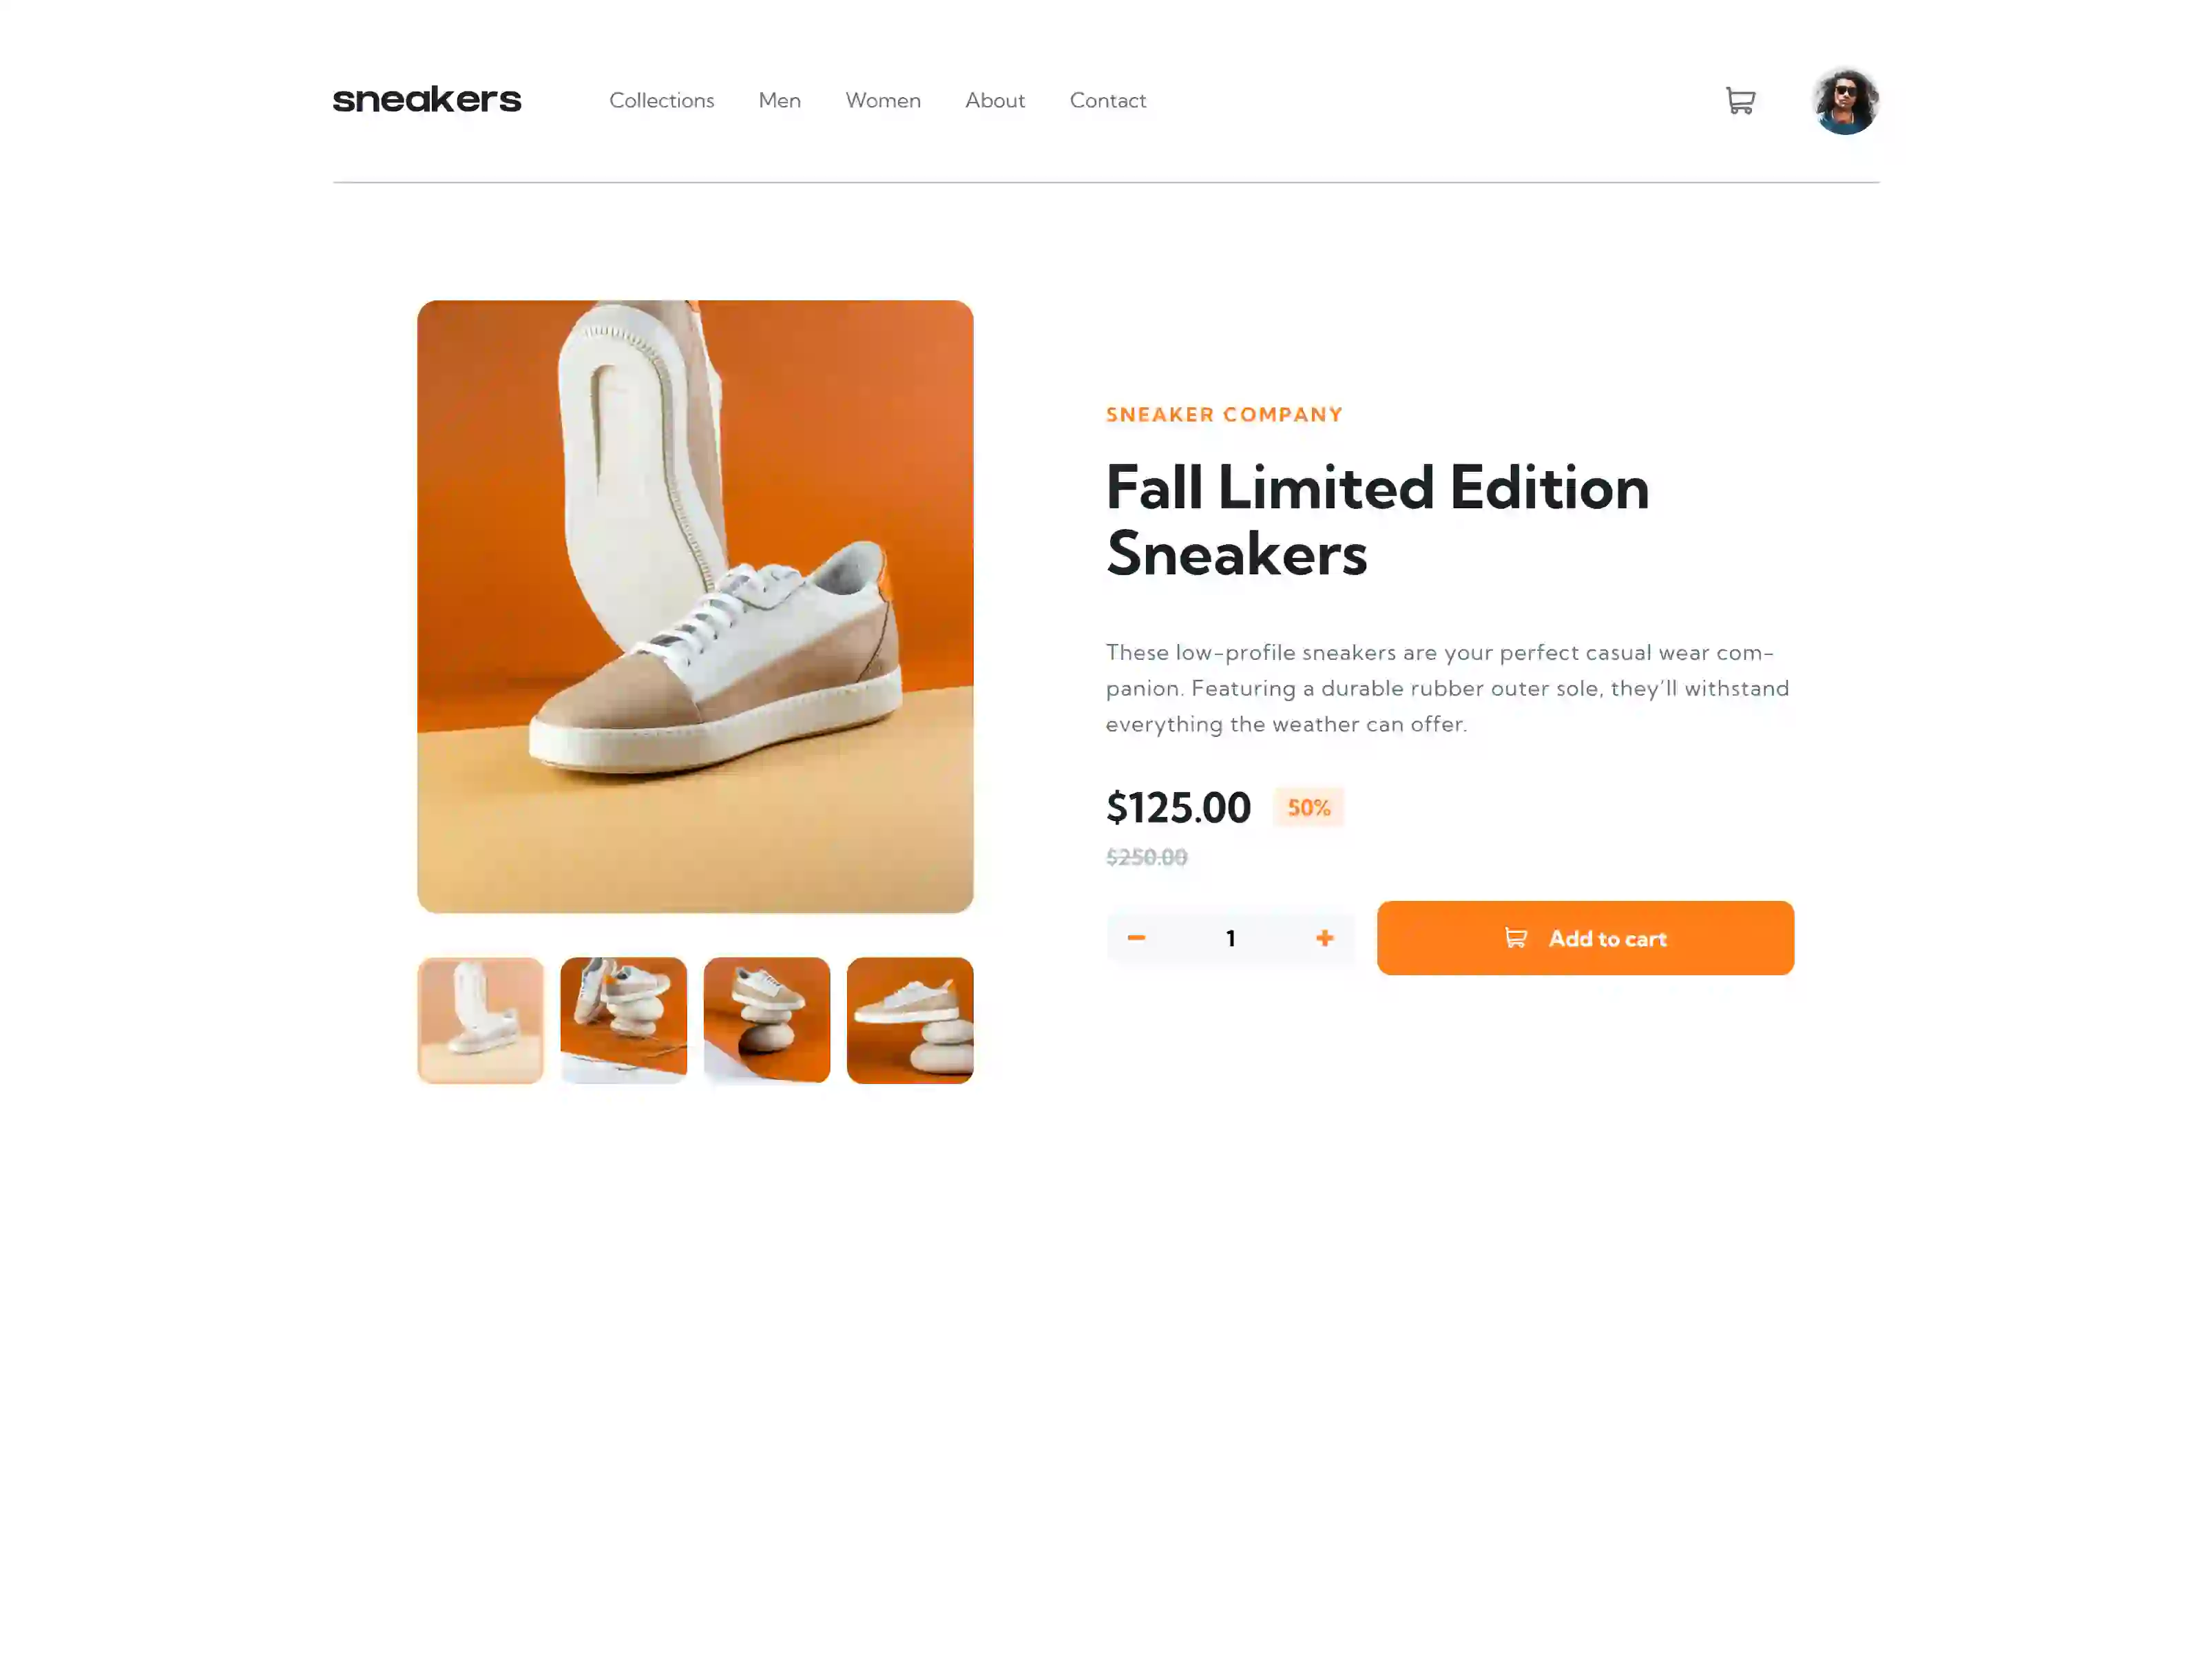 sneakers
Collections Men Women About Contact
SNEAKER COMPANY
Fall Limited Edition
Sneakers
These low-profile sneakers are your perfect casual wear com-
panion. Featuring a durable rubber outer sole, they’ll withstand
everything the weather can offer.
$125.00 50%
$250.00
1 Add to cart